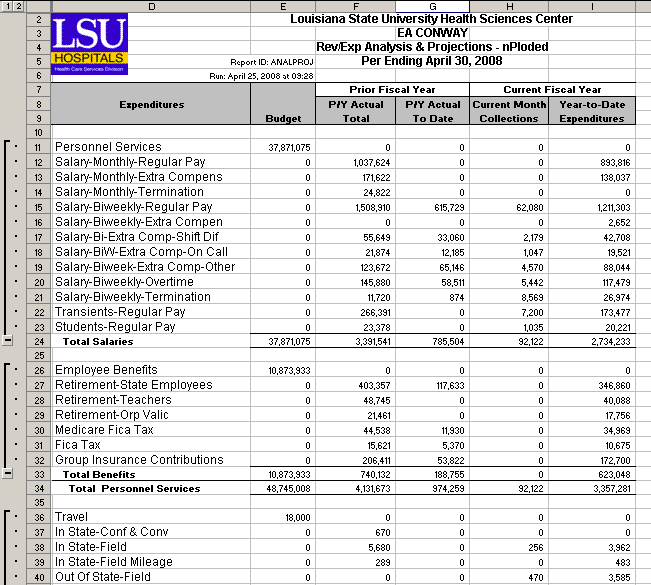 1 2 D E F G H I
2 Louisiana State University Health Sciences Center
3 EA CONWAY
4 Rev/Exp Analysis & Projections - nPloded
LSU
HOSPITALS
Health Care Services Division
5 Report ID: ANALPROJ Per Ending April 30, 2008
6 Run: April 25, 2008 at 09:28
7 Prior Fiscal Year Current Fiscal Year
8 Expenditures P/Y Actual P/Y Actual Current Month Year-to-Date
9 Budget Total To Date Collections Expenditures
10
11 Personnel Services 37,871,075 0 0 0 0
12 Salary-Monthly-Regular Pay 0 1,037,624 0 0 893,816
13 Salary-Monthly-Extra Compens 0 171,622 0 0 138,037
14 Salary-Monthly-Termination 0 24,822 0 0 0
15 Salary-Biweekly-Regular Pay 0 1,508,910 615,729 62,080 1,211,303
16 Salary-Biweekly-Extra Compen 0 0 0 0 2,652
17 Salary-Bi-Extra Comp-Shift Dif 0 55,649 33,060 2,179 42,708
18 Salary-BiW-Extra Comp-On Call 0 21,874 12,185 1,047 19,521
19 Salary-Biweek-Extra Comp-Other 0 123,672 65,146 4,570 88,044
20 Salary-Biweekly-Overtime 0 145,880 58,511 5,442 117,479
21 Salary-Biweekly-Termination 0 11,720 874 8,569 26,974
22 Transients-Regular Pay 0 266,391 0 7,200 173,477
23 Students-Regular Pay 0 23,378 0 1,035 20,221
24 Total Salaries 37,871,075 3,391,541 785,504 92,122 2,734,233
25
26 Employee Benefits 10,873,933 0 0 0 0
27 Retirement-State Employees 0 403,357 117,633 0 346,860
28 Retirement-Teachers 0 48,745 0 0 40,088
29 Retirement-Orp Valic 0 21,461 0 0 17,756
30 Medicare Fica Tax 0 44,538 11,930 0 34,969
31 Fica Tax 0 15,621 5,370 0 10,675
32 Group Insurance Contributions 0 206,411 53,822 0 172,700
33 Total Benefits 10,873,933 740,132 188,755 0 623,048
34 Total Personnel Services 48,745,008 4,131,673 974,259 92,122 3,357,281
35
36 Travel 18,000 0 0 0 0
37 In State-Conf & Conv 0 670 0 0 0
38 In State-Field 0 5,680 0 256 3,962
39 In State-Field Mileage 0 289 0 0 483
40 Out Of State-Field 0 0 0 470 3,585